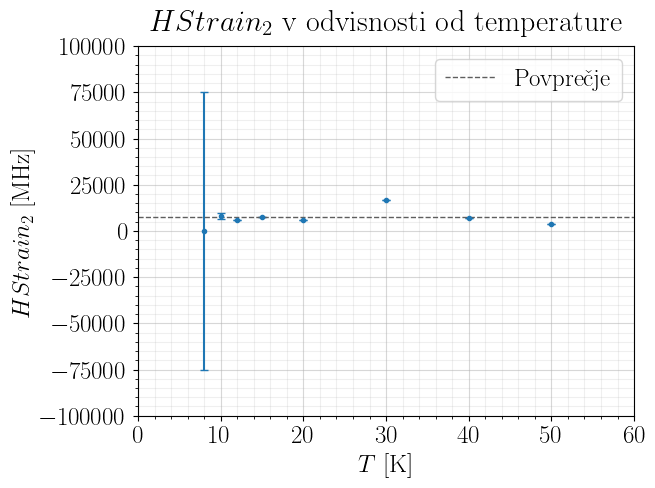 HStrain₂ v odvisnosti od temperature
100000
75000
50000
25000
0
−25000
−50000
−75000
−100000
HStrain₂ [MHz]
Povprečje
0 10 20 30 40 50 60
T [K]